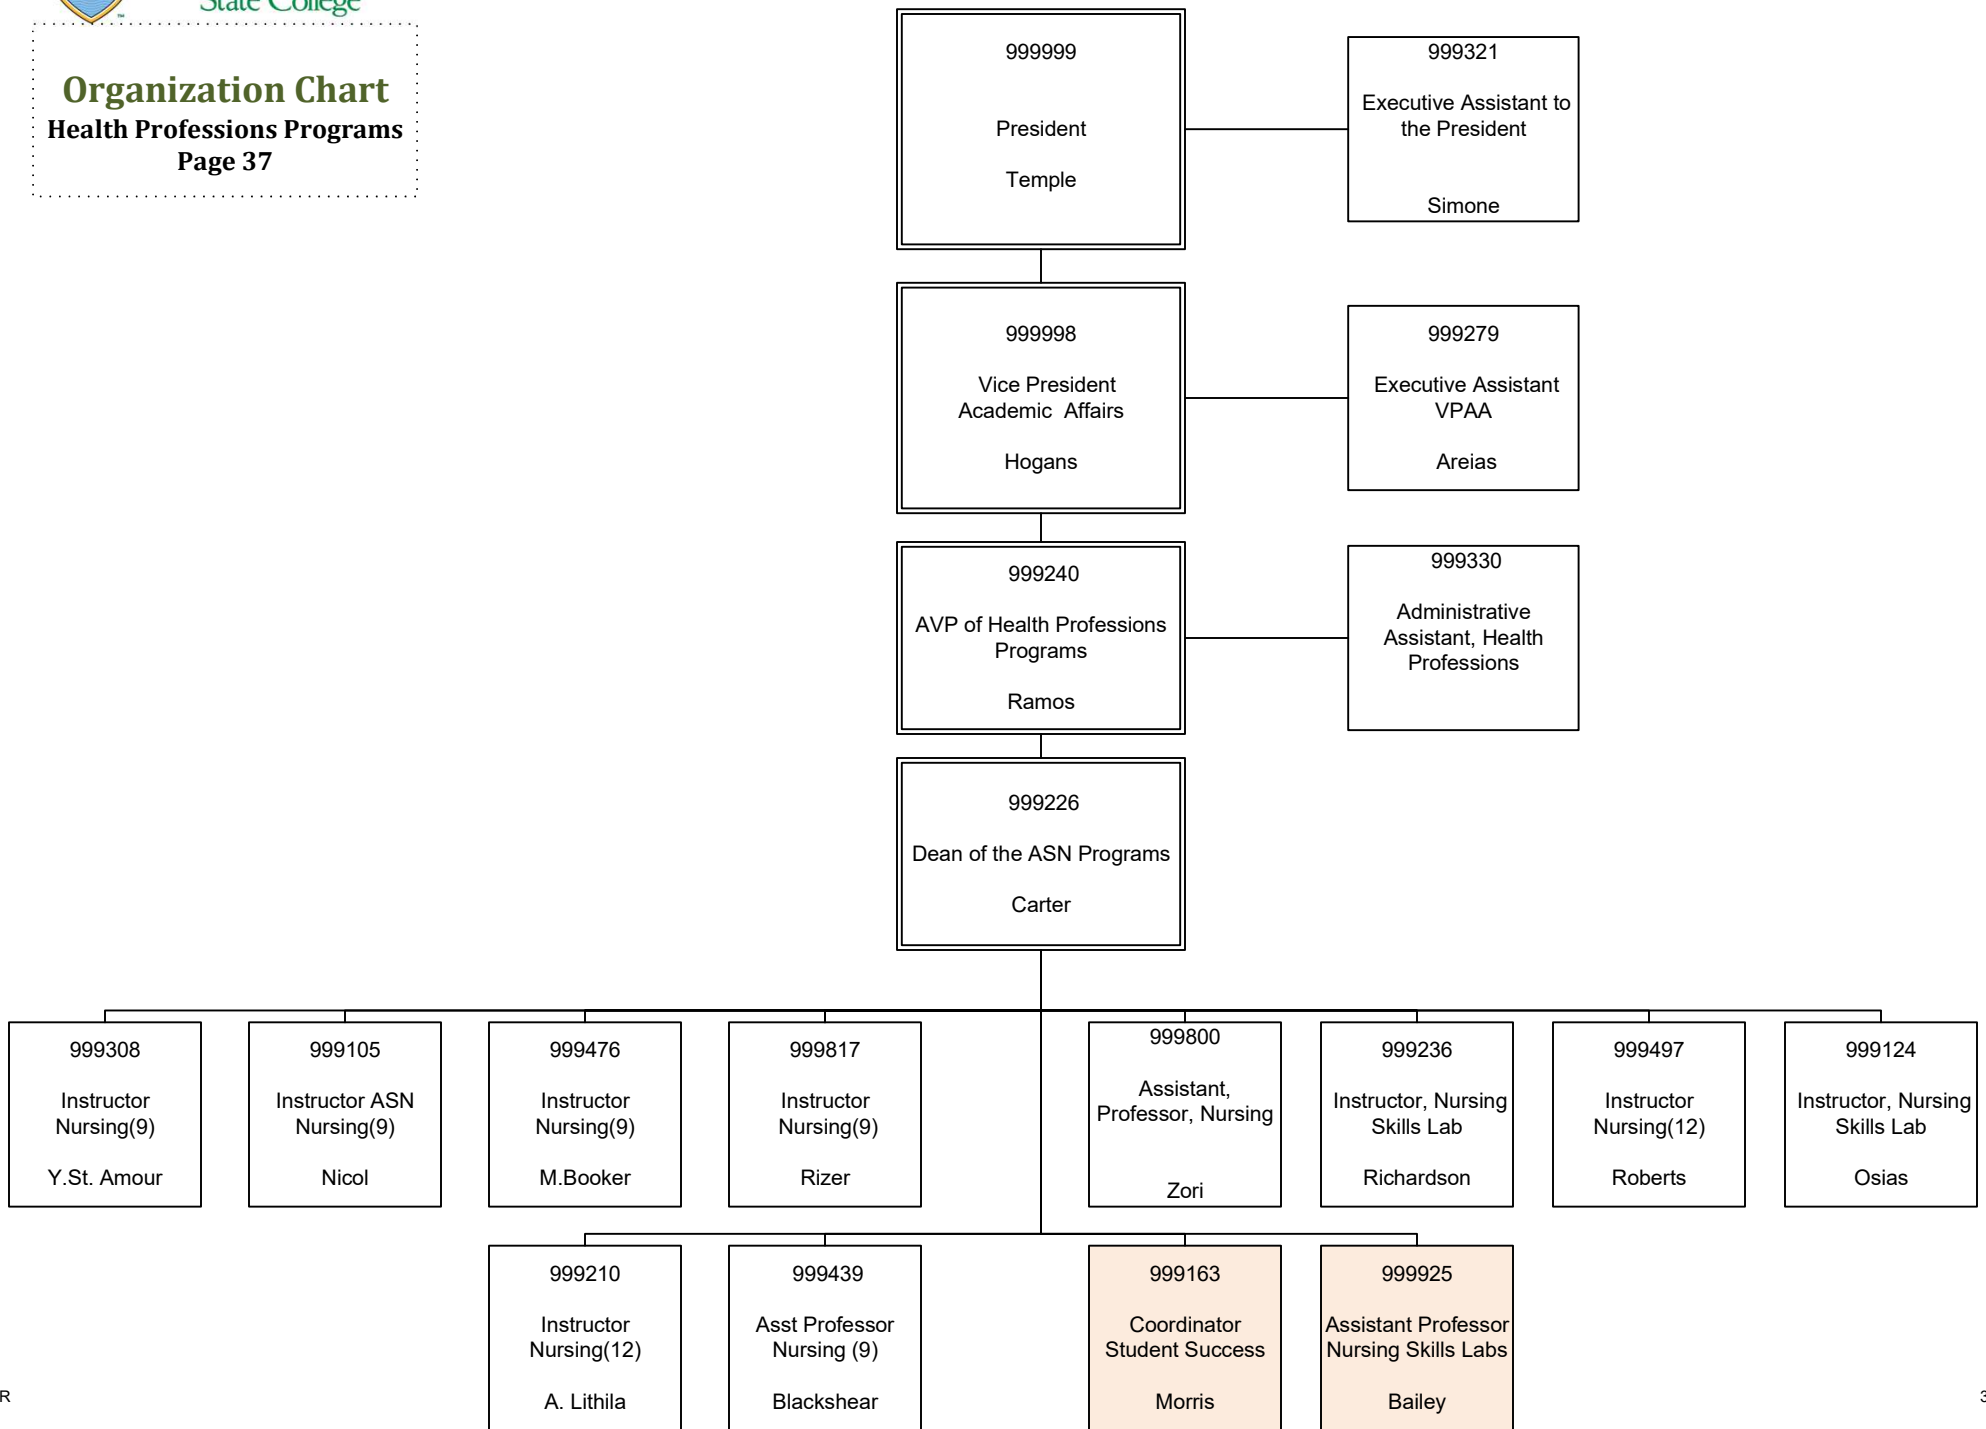 State College
Organization Chart
Health Professions Programs
Page 37
999999
President
Temple
999321
Executive Assistant to
the President
Simone
999998
Vice President
Academic  Affairs
Hogans
999279
Executive Assistant
VPAA
Areias
999240
AVP of Health Professions
Programs
Ramos
999330
Administrative
Assistant, Health
Professions
999226
Dean of the ASN Programs
Carter
999308
Instructor
Nursing(9)
Y.St. Amour
999105
Instructor ASN
Nursing(9)
Nicol
999476
Instructor
Nursing(9)
M.Booker
999817
Instructor
Nursing(9)
Rizer
999800
Assistant,
Professor, Nursing
Zori
999236
Instructor, Nursing
Skills Lab
Richardson
999497
Instructor
Nursing(12)
Roberts
999124
Instructor, Nursing
Skills Lab
Osias
999210
Instructor
Nursing(12)
A. Lithila
999439
Asst Professor
Nursing (9)
Blackshear
999163
Coordinator
Student Success
Morris
999925
Assistant Professor
Nursing Skills Labs
Bailey
R
3